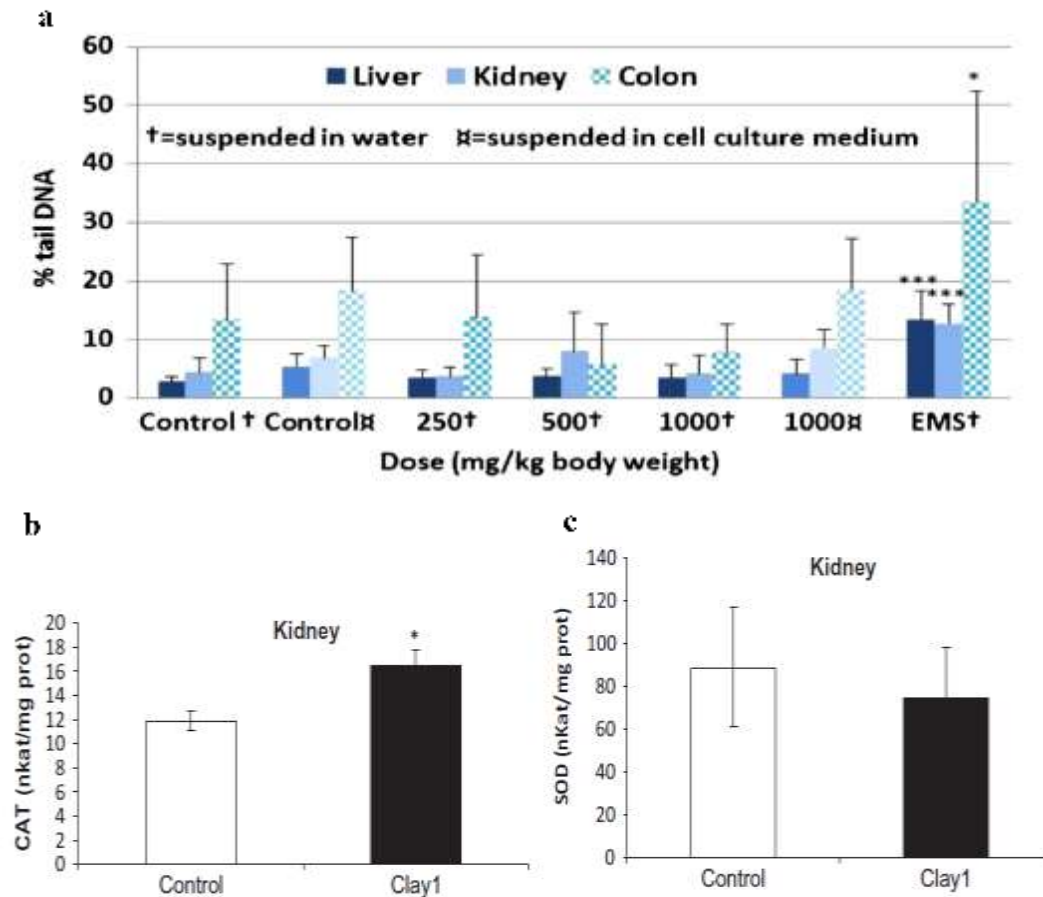 a
60
50
40
30
20
10
0
% tail DNA
Liver Kidney Colon
†=suspended in water ¤=suspended in cell culture medium
*
***
***
Control † Control¤ 250† 500† 1000† 1000¤ EMS†
Dose (mg/kg body weight)
b
20
18
16
14
12
10
8
6
4
2
0
CAT (nkat/mg prot)
Kidney
*
Control Clay1
c
140
120
100
80
60
40
20
0
SOD (nKat/mg prot)
Kidney
Control Clay1